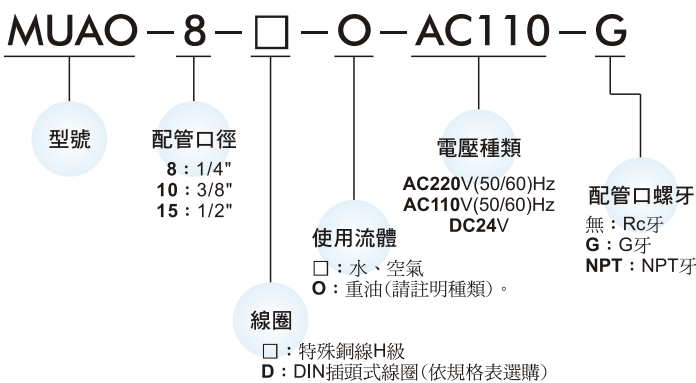 MUAO－8－□－O－AC110－G
型號
配管口徑
8：1/4"
10：3/8"
15：1/2"
線圈
□：特殊銅線H級
D：DIN插頭式線圈(依規格表選購)
使用流體
□：水、空氣
O：重油(請註明種類)。
電壓種類
AC220V(50/60)Hz
AC110V(50/60)Hz
DC24V
配管口螺牙
無：Rc牙
G：G牙
NPT：NPT牙